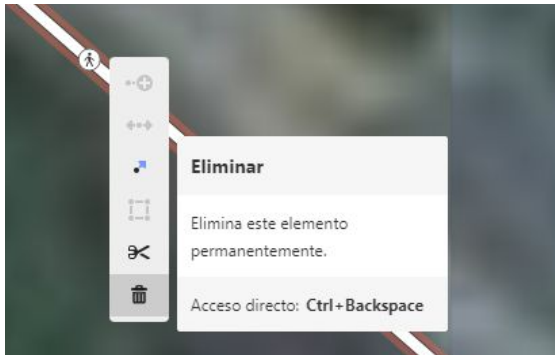 Eliminar
Elimina este elemento
permanentemente.
Acceso directo: Ctrl+Backspace